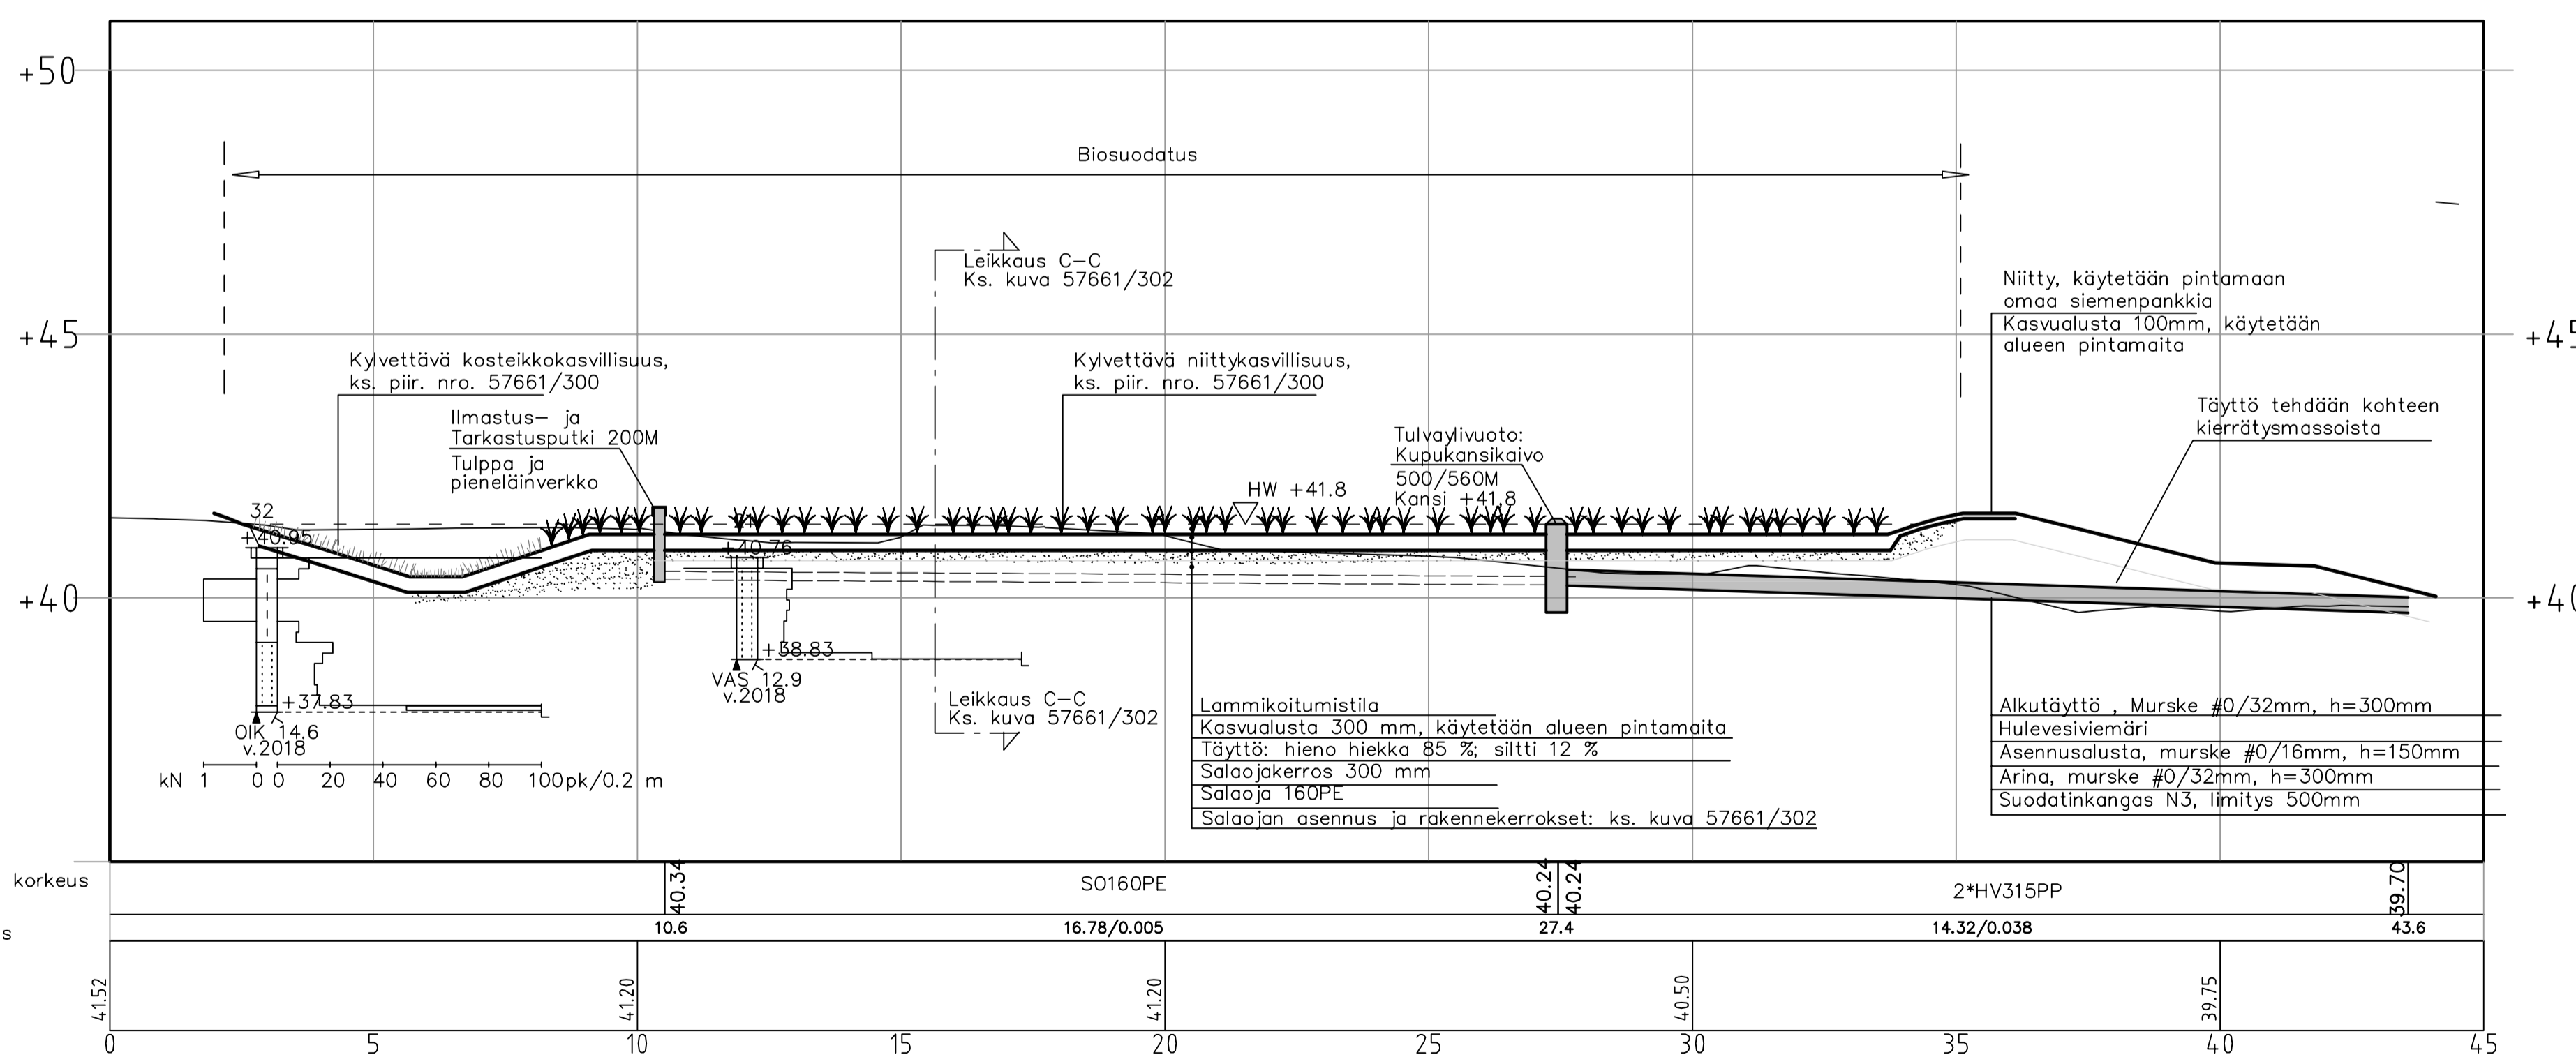 +50
Biosuodatus
Leikkaus C-C
Ks. kuva 57661/302
Niitty, käytetään pintamaan
omaa siemenpankkia
Kasvualusta 100mm, käytetään
alueen pintamaita
+45
+45
Kylvettävä kosteikkokasvillisuus,
ks. piir. nro. 57661/300
Kylvettävä niittykasvillisuus,
ks. piir. nro. 57661/300
Ilmastus- ja
Tarkastusputki 200M
Tulppa ja
pieneläinverkko
Tulvaylivuoto:
Kupukansikaivo
500/560M
Kansi +41.8
Täyttö tehdään kohteen
kierrätysmassoista
HW +41.8
32
+40.95
21
+40.76
+40
+40
+38.83
VAS 12.9
v.2018
+37.83
OIK 14.6
v.2018
kN 1 0 0 20 40 60 80 100pk/0.2 m
Leikkaus C-C
Ks. kuva 57661/302
Lammikoitumistila
Kasvualusta 300 mm, käytetään alueen pintamaita
Täyttö: hieno hiekka 85 %; siltti 12 %
Salaojakerros 300 mm
Salaoja 160PE
Salaojan asennus ja rakennekerrokset: ks. kuva 57661/302
Alkutäyttö , Murske #0/32mm, h=300mm
Hulevesiviemäri
Asennusalusta, murske #0/16mm, h=150mm
Arina, murske #0/32mm, h=300mm
Suodatinkangas N3, limitys 500mm
korkeus 40.34 SO160PE 40.24 40.24 2*HV315PP 39.70
s 10.6 16.78/0.005 27.4 14.32/0.038 43.6
41.52 41.20 41.20 40.50 39.75
0 5 10 15 20 25 30 35 40 45